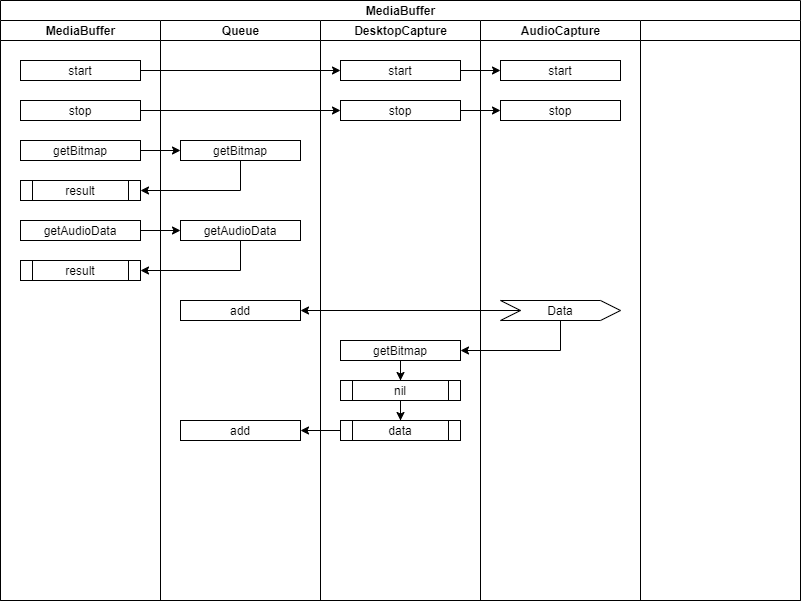 MediaBuffer
MediaBuffer Queue DesktopCapture AudioCapture
start start start
stop stop stop
getBitmap getBitmap
result
getAudioData getAudioData
result
add Data
getBitmap
nil
add data